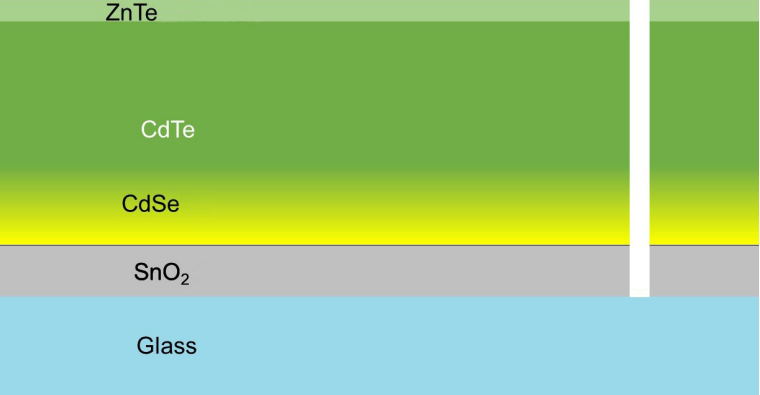 ZnTe
CdTe
CdSe
SnO₂
Glass